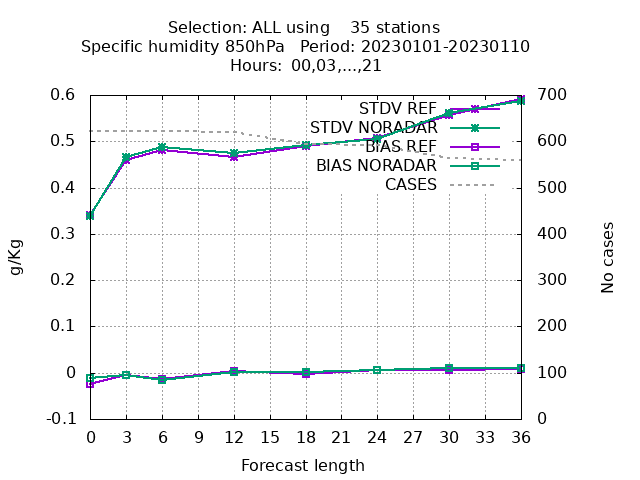 Selection: ALL using    35 stations
Specific humidity 850hPa   Period: 20230101-20230110
Hours:  00,03,...,21
0.6
0.5
0.4
0.3
0.2
0.1
0
-0.1
g/Kg
STDV REF
STDV NORADAR
BIAS REF
BIAS NORADAR
CASES
700
600
500
400
300
200
100
0
No cases
0 3 6 9 12 15 18 21 24 27 30 33 36
Forecast length